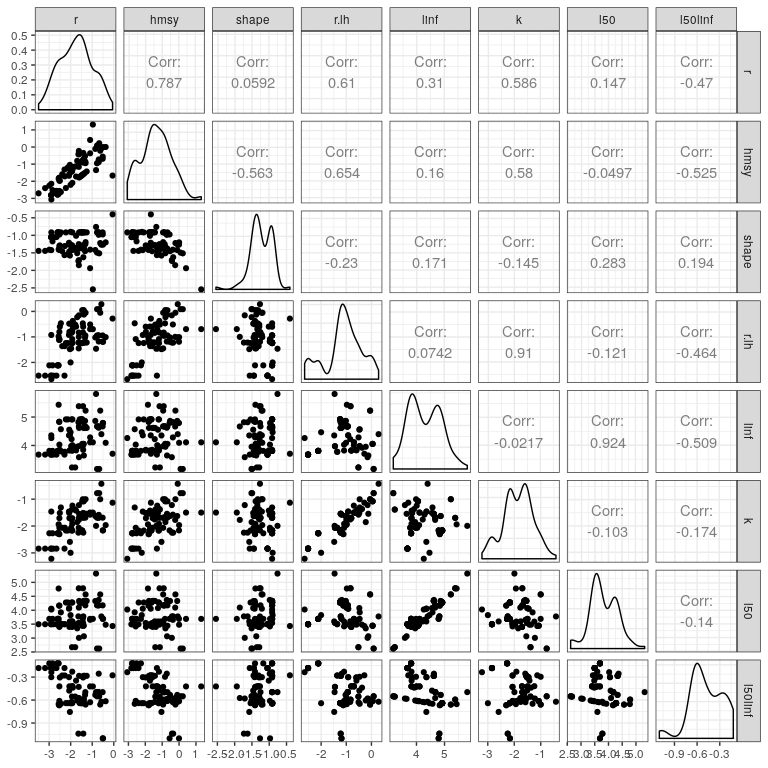 r hmsy shape r.lh linf k l50 l50linf
0.5
0.4
0.3
0.2
0.1
0.0
Corr:
0.787
Corr:
0.0592
Corr:
0.61
Corr:
0.31
Corr:
0.586
Corr:
0.147
Corr:
-0.47
r
1
0
-1
-2
-3
Corr:
-0.563
Corr:
0.654
Corr:
0.16
Corr:
0.58
Corr:
-0.0497
Corr:
-0.525
hmsy
-0.5
-1.0
-1.5
-2.0
-2.5
Corr:
-0.23
Corr:
0.171
Corr:
-0.145
Corr:
0.283
Corr:
0.194
shape
0
-1
-2
Corr:
0.0742
Corr:
0.91
Corr:
-0.121
Corr:
-0.464
r.lh
5
4
Corr:
-0.0217
Corr:
0.924
Corr:
-0.509
linf
-1
-2
-3
Corr:
-0.103
Corr:
-0.174
k
5.0
4.5
4.0
3.5
3.0
2.5
Corr:
-0.14
l50
-0.3
-0.6
-0.9
l50linf
-3 -2 -1 0
-3 -2 -1 0 1
-2.5 -2.0 -1.5 -1.0 -0.5
-2 -1 0
4 5
-3 -2 -1
2.5 3.0 3.5 4.0 4.5 5.0
-0.9 -0.6 -0.3